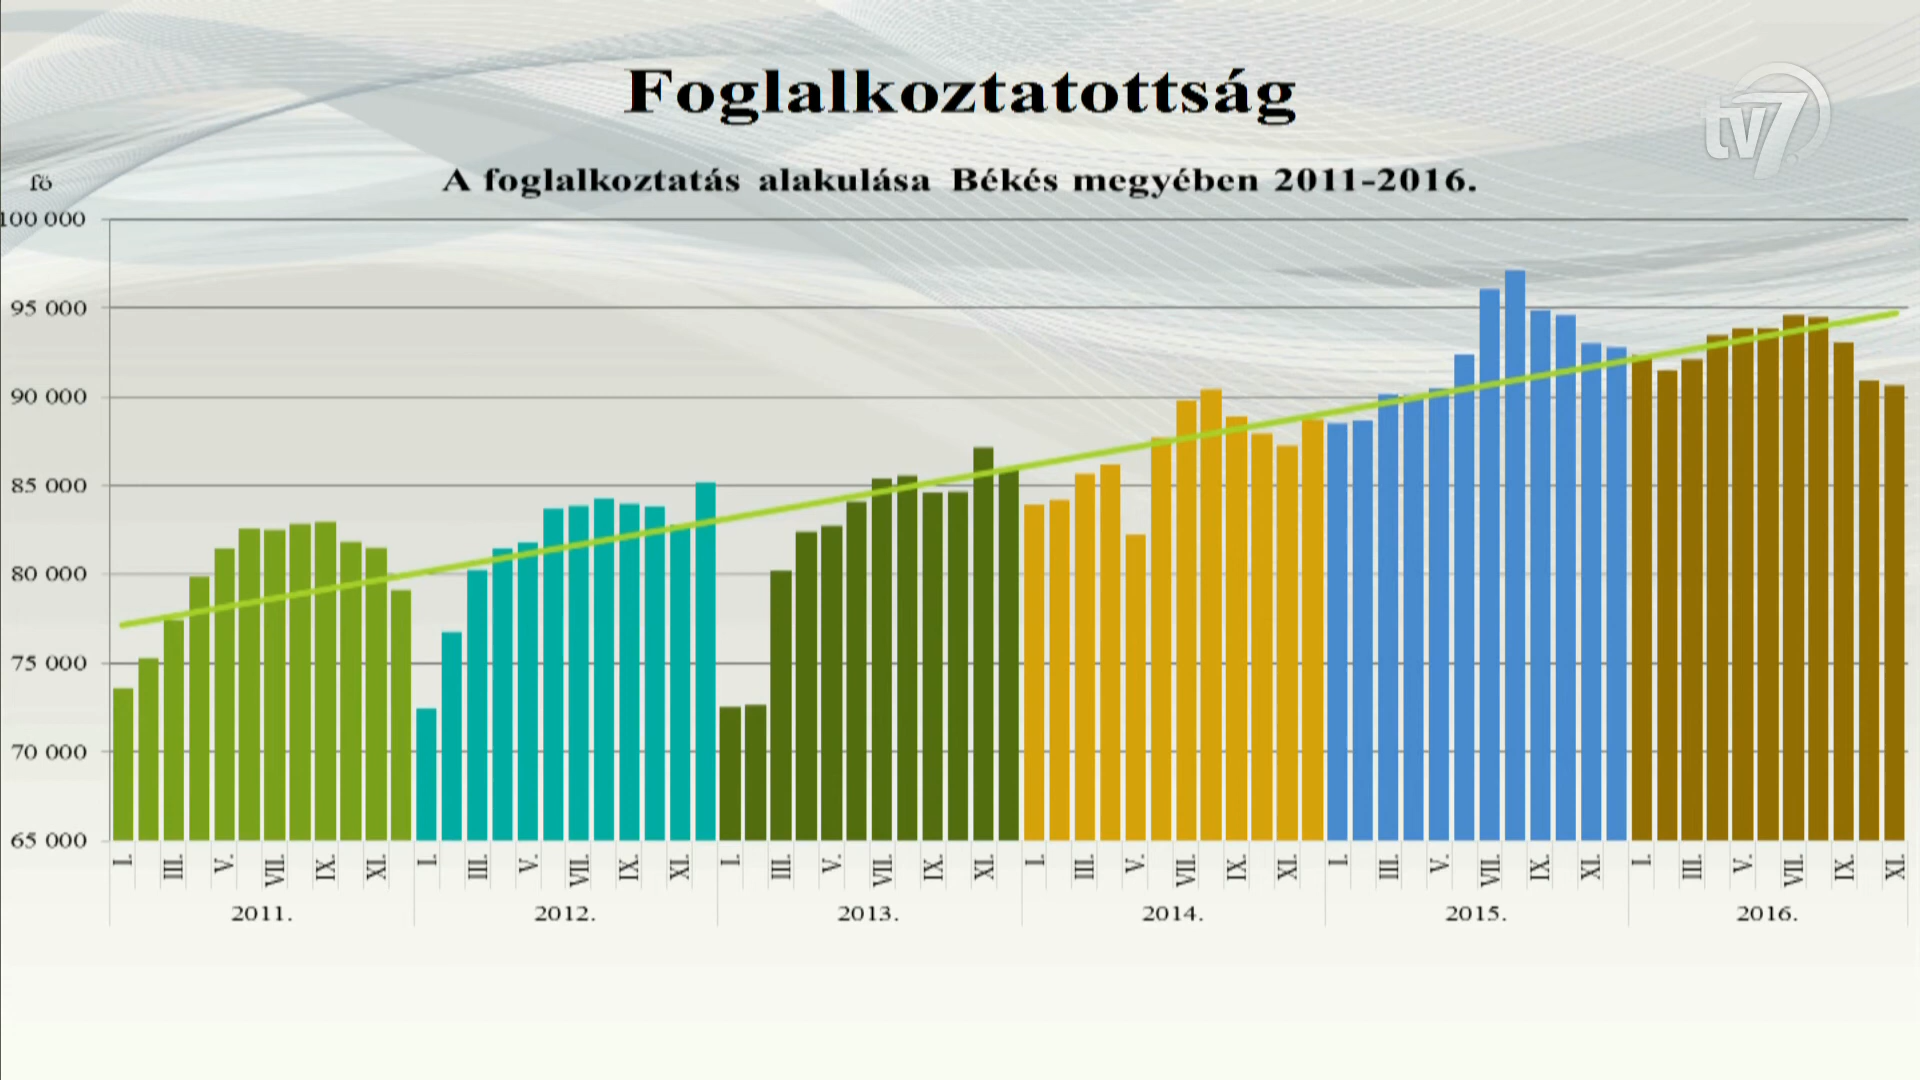 Foglalkoztatottság
tv7
fő
A foglalkoztatás alakulása Békés megyében 2011-2016.
100 000
95 000
90 000
85 000
80 000
75 000
70 000
65 000
I. III. V. VII. IX. XI. I. III. V. VII. IX. XI. I. III. V. VII. IX. XI. I. III. V. VII. IX. XI. I. III. V. VII. IX. XI. I. III. V. VII. IX. XI.
2011. 2012. 2013. 2014. 2015. 2016.